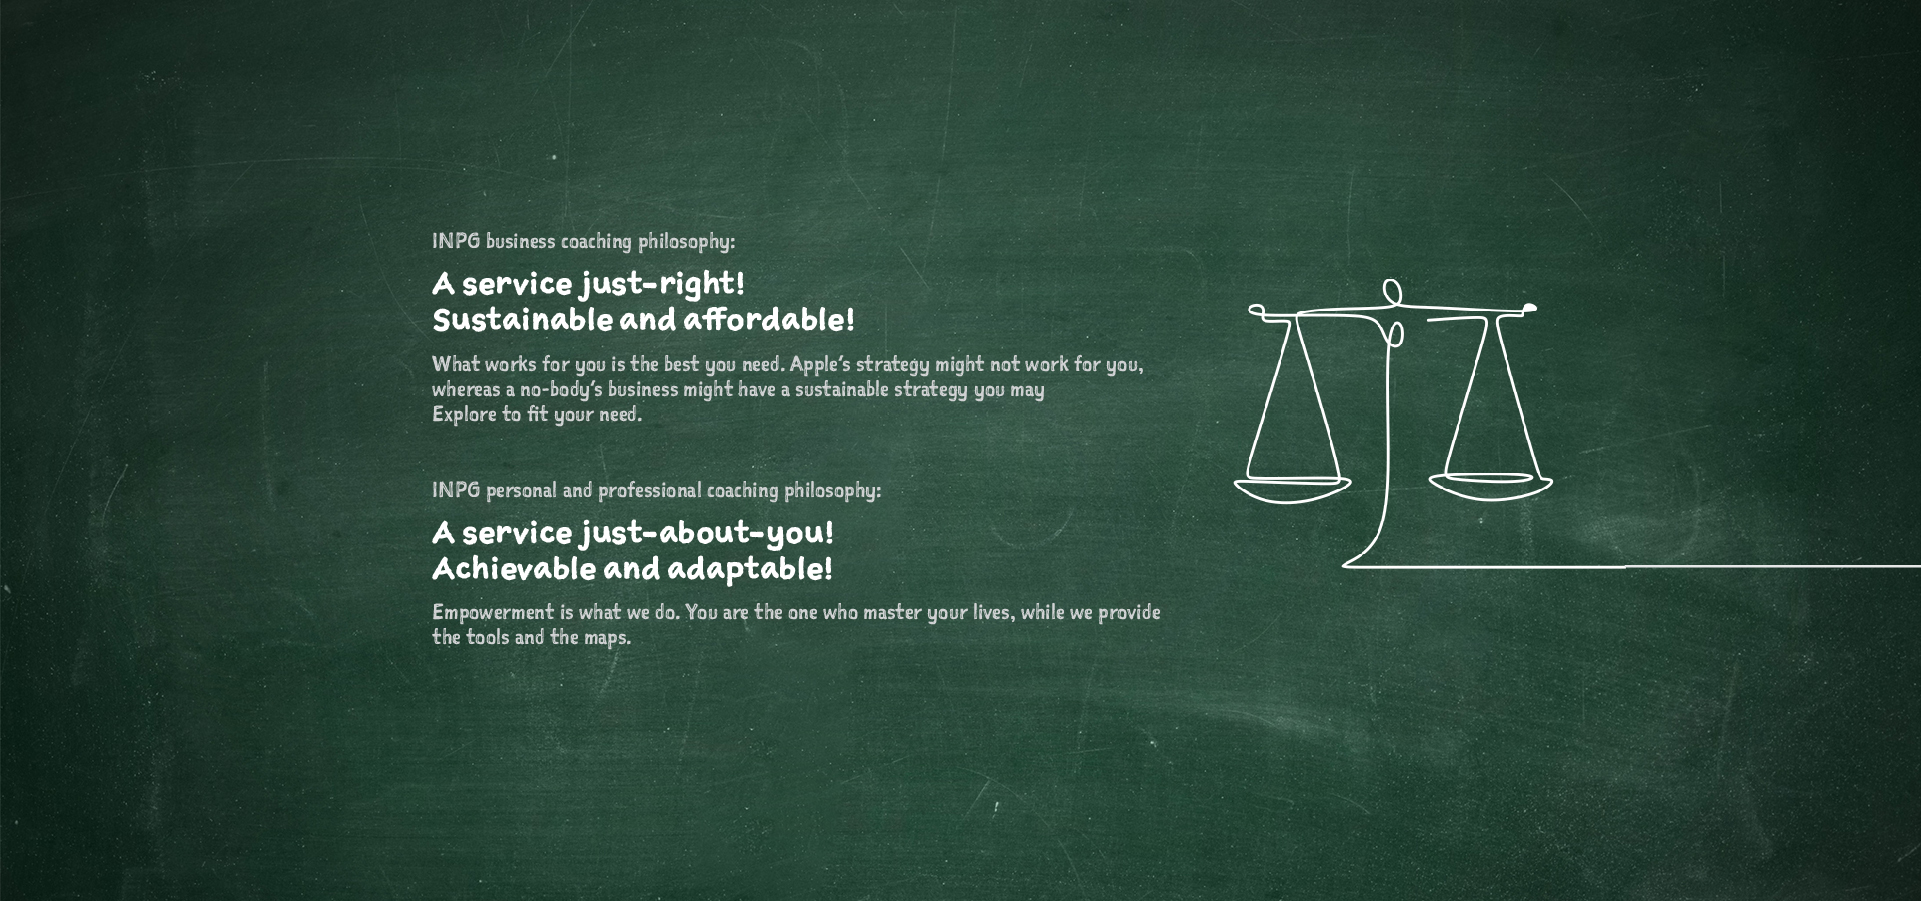 INPG business coaching philosophy:
A service just-right!
Sustainable and affordable!
What works for you is the best you need. Apple's strategy might not work for you,
whereas a no-body's business might have a sustainable strategy you may
Explore to fit your need.
INPG personal and professional coaching philosophy:
A service just-about-you!
Achievable and adaptable!
Empowerment is what we do. You are the one who master your lives, while we provide
the tools and the maps.